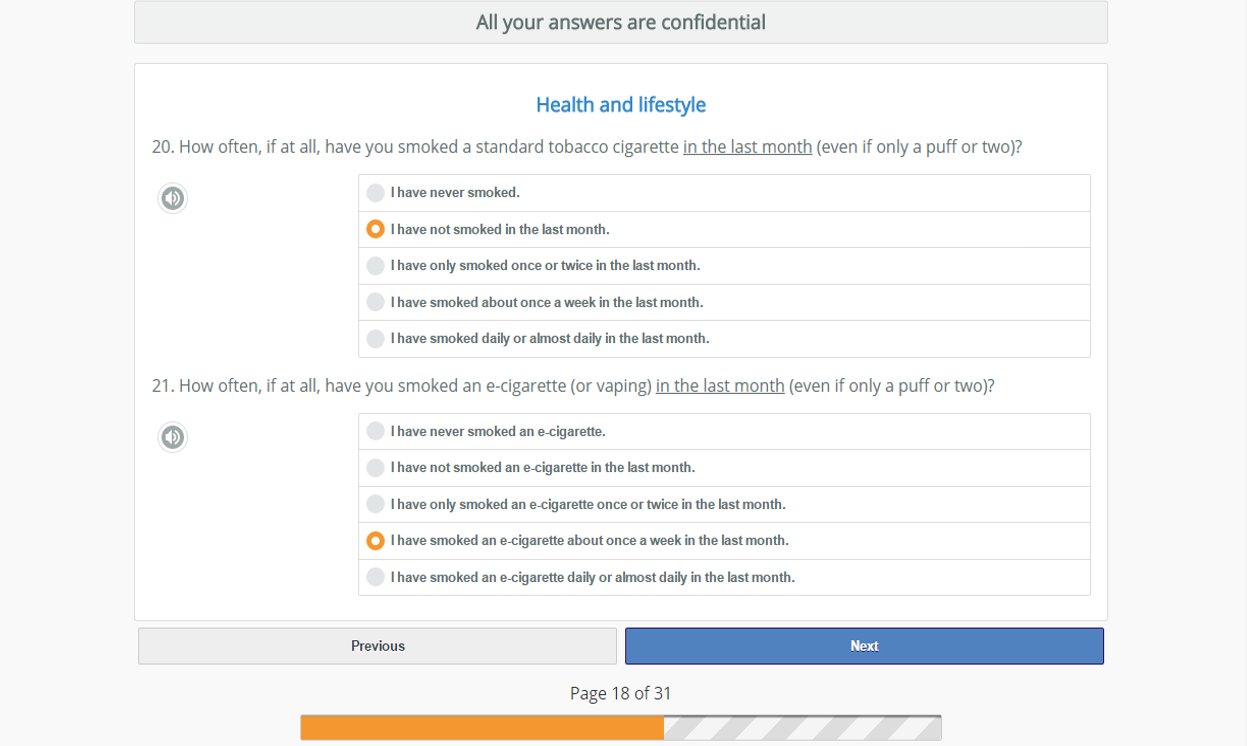 All your answers are confidential
Health and lifestyle
20. How often, if at all, have you smoked a standard tobacco cigarette in the last month (even if only a puff or two)?
I have never smoked.
I have not smoked in the last month.
I have only smoked once or twice in the last month.
I have smoked about once a week in the last month.
I have smoked daily or almost daily in the last month.
21. How often, if at all, have you smoked an e-cigarette (or vaping) in the last month (even if only a puff or two)?
I have never smoked an e-cigarette.
I have not smoked an e-cigarette in the last month.
I have only smoked an e-cigarette once or twice in the last month.
I have smoked an e-cigarette about once a week in the last month.
I have smoked an e-cigarette daily or almost daily in the last month.
Previous
Next
Page 18 of 31